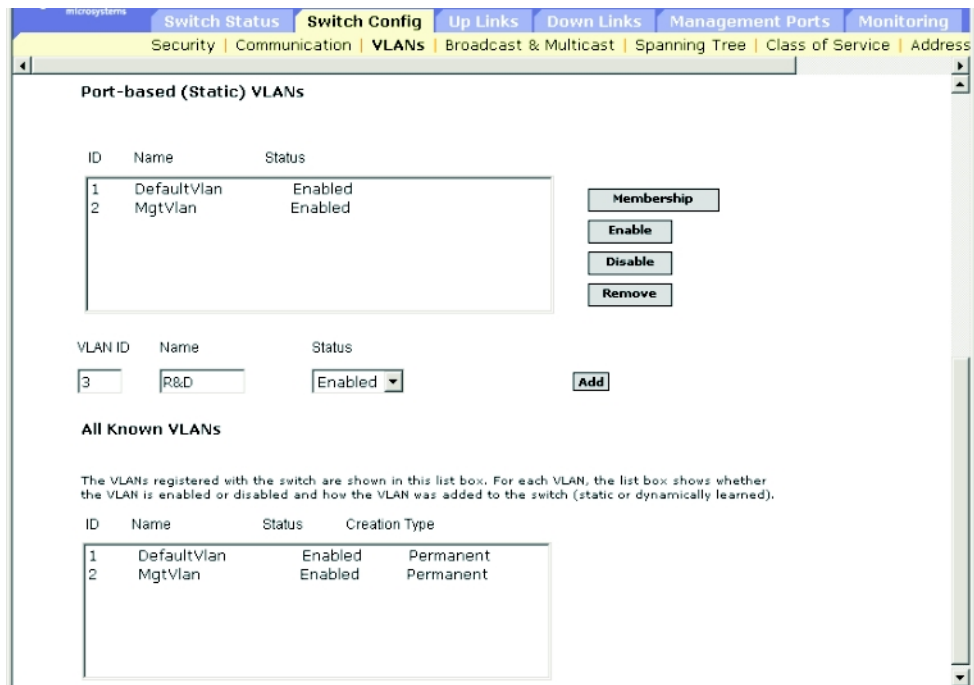 microsystems
Switch Status Switch Config Up Links Down Links Management Ports Monitoring
Security | Communication | VLANs | Broadcast & Multicast | Spanning Tree | Class of Service | Address
Port-based (Static) VLANs
ID Name Status
1 DefaultVlan Enabled
2 MgtVlan Enabled
Membership
Enable
Disable
Remove
VLAN ID Name Status
3 R&D Enabled Add
All Known VLANs
The VLANs registered with the switch are shown in this list box. For each VLAN, the list box shows whether
the VLAN is enabled or disabled and how the VLAN was added to the switch (static or dynamically learned).
ID Name Status Creation Type
1 DefaultVlan Enabled Permanent
2 MgtVlan Enabled Permanent